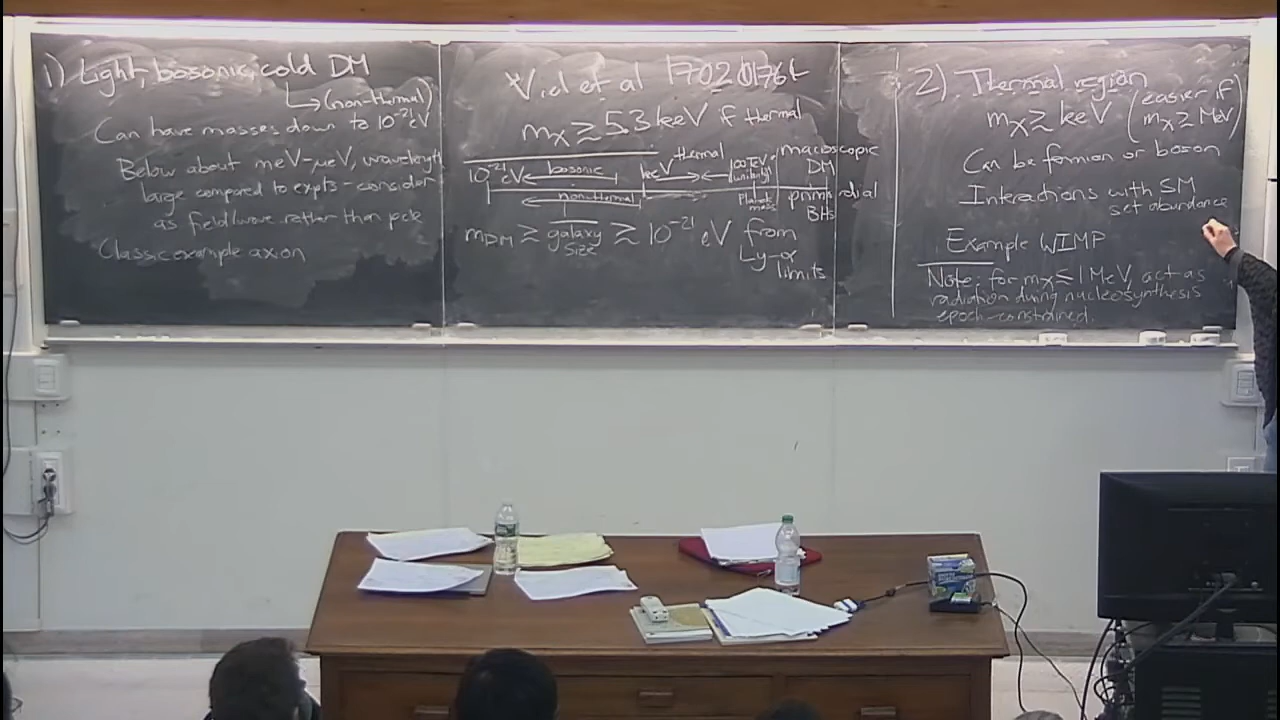 1) Light, bosonic, cold DM
↳ (non-thermal)
Can have masses down to 10⁻²¹ eV
Below about meV-μeV, wavelength
large compared to expts - consider
as field/wave rather than pcle
Classic example axion
Viel et al 1702.01764
mχ ≳ 5.3 keV if thermal
10⁻²¹ eV bosonic keV thermal 100 TeV (unitarity) macroscopic DM
non-thermal Planck mass primordial BHs
m_DM ≳ 1/galaxy size ≳ 10⁻²¹ eV from
Ly-α
limits
2) Thermal region
mχ ≳ keV (easier if mχ ≳ MeV)
Can be fermion or boson
Interactions with SM
set abundance
Example WIMP
Note: for mχ ≲ 1 MeV, act as
radiation during nucleosynthesis
epoch - constrained.